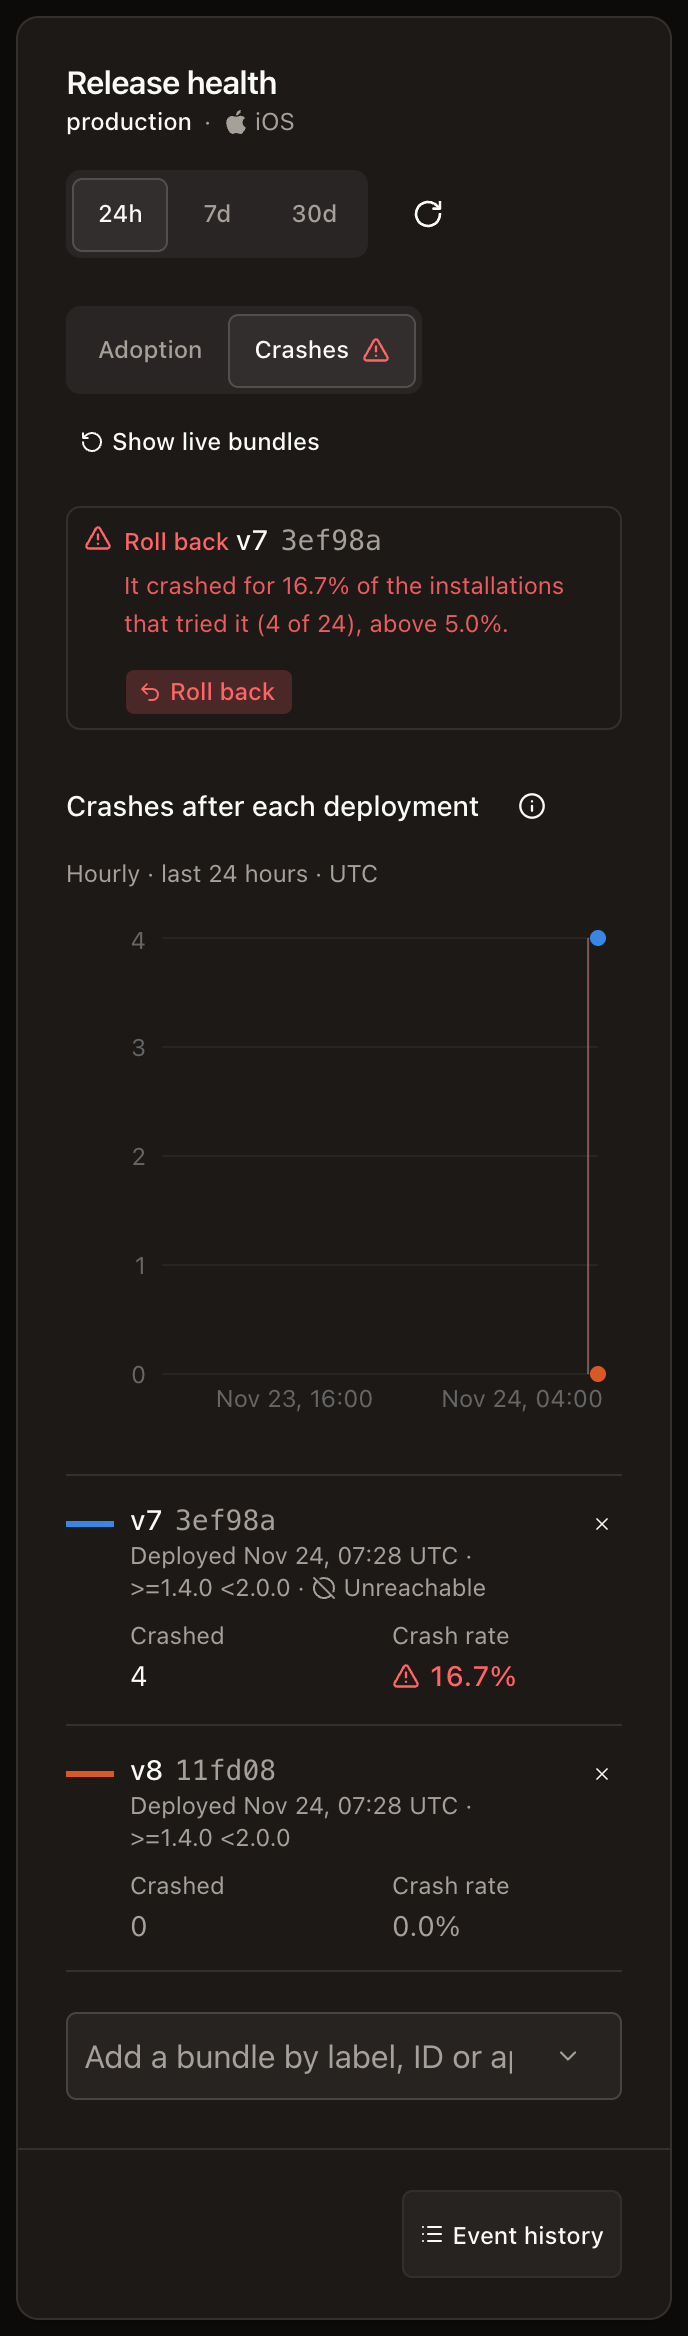 Release health
production · iOS
24h 7d 30d
Adoption Crashes
Show live bundles
Roll back v7 3ef98a
It crashed for 16.7% of the installations
that tried it (4 of 24), above 5.0%.
Roll back
Crashes after each deployment
Hourly · last 24 hours · UTC
4
3
2
1
0
Nov 23, 16:00 Nov 24, 04:00
v7 3ef98a
Deployed Nov 24, 07:28 UTC ·
>=1.4.0 <2.0.0 · Unreachable
Crashed Crash rate
4 16.7%
v8 11fd08
Deployed Nov 24, 07:28 UTC ·
>=1.4.0 <2.0.0
Crashed Crash rate
0 0.0%
Add a bundle by label, ID or
Event history